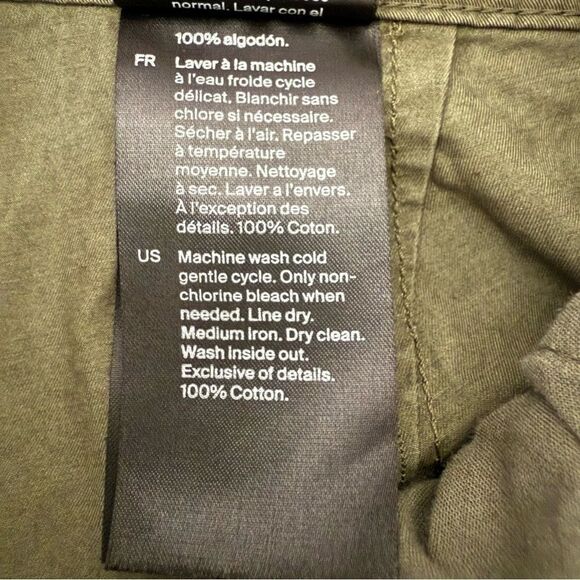 normal. Lavar con el
100% algodón.
FR Laver à la machine
à l'eau froide cycle
délicat. Blanchir sans
chlore si nécessaire.
Sécher à l'air. Repasser
à température
moyenne. Nettoyage
à sec. Laver a l'envers.
À l'exception des
détails. 100% Coton.
US Machine wash cold
gentle cycle. Only non-
chlorine bleach when
needed. Line dry.
Medium iron. Dry clean.
Wash inside out.
Exclusive of details.
100% Cotton.